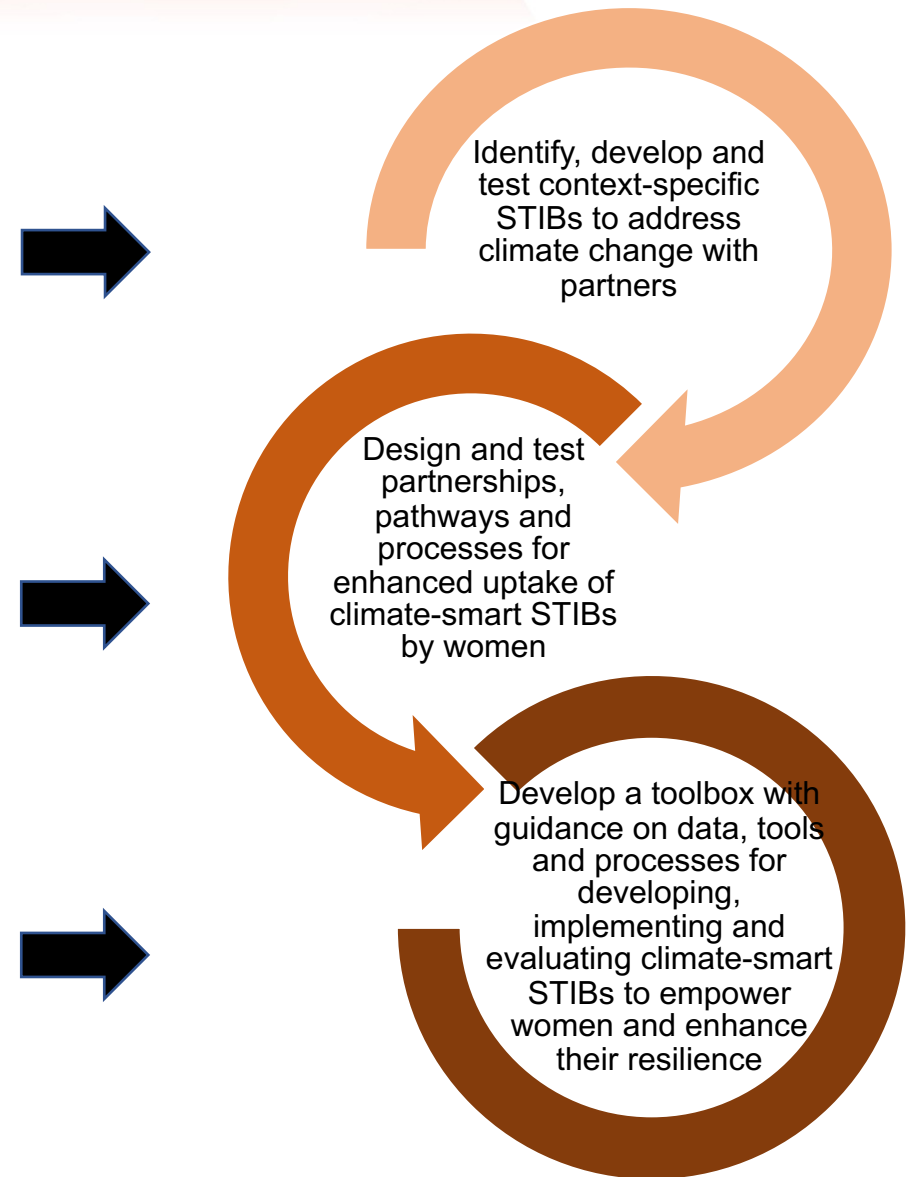 Identify, develop and
test context-specific
STIBs to address
climate change with
partners
Design and test
partnerships,
pathways and
processes for
enhanced uptake of
climate-smart STIBs
by women
Develop a toolbox with
guidance on data, tools
and processes for
developing,
implementing and
evaluating climate-smart
STIBs to empower
women and enhance
their resilience